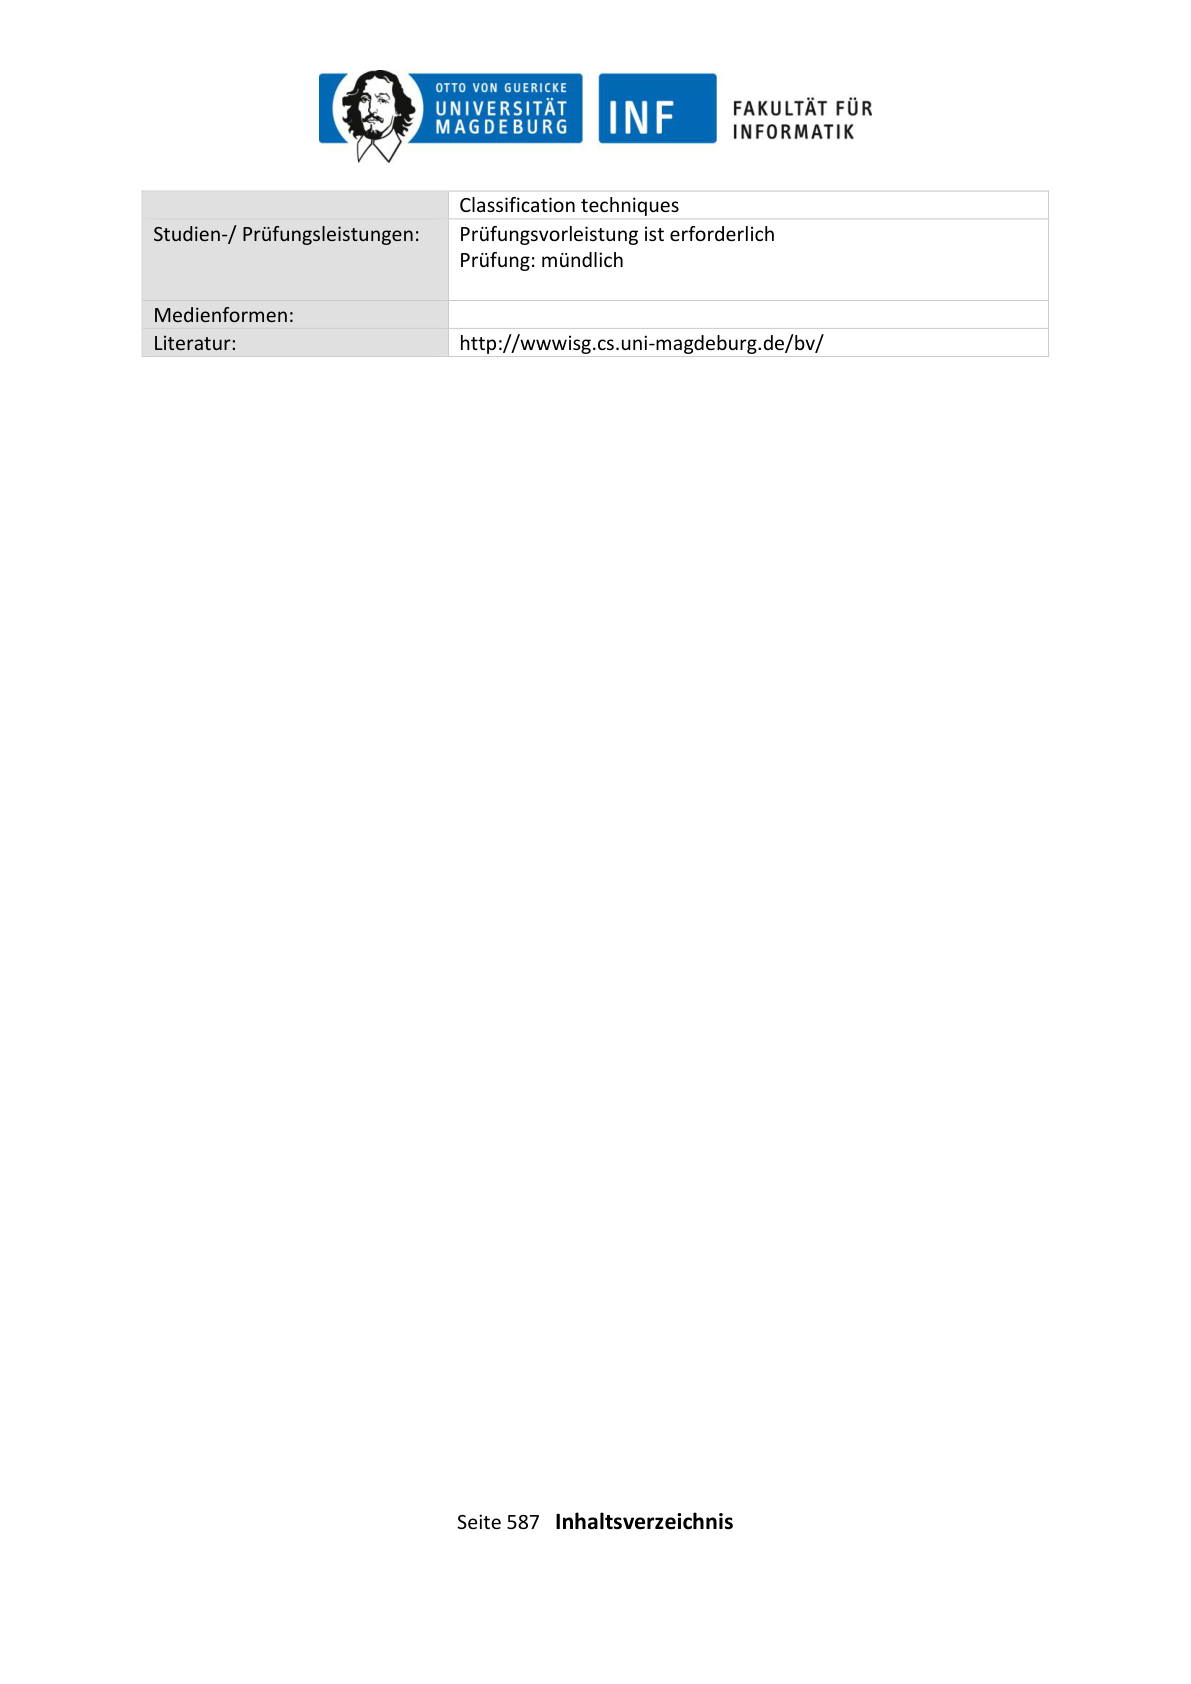 OTTO VON GUERICKE
UNIVERSITÄT
MAGDEBURG
INF
FAKULTÄT FÜR
INFORMATIK
Classification techniques
Studien-/ Prüfungsleistungen:
Prüfungsvorleistung ist erforderlich
Prüfung: mündlich
Medienformen:
Literatur:
http://wwwisg.cs.uni-magdeburg.de/bv/
Seite 587 Inhaltsverzeichnis